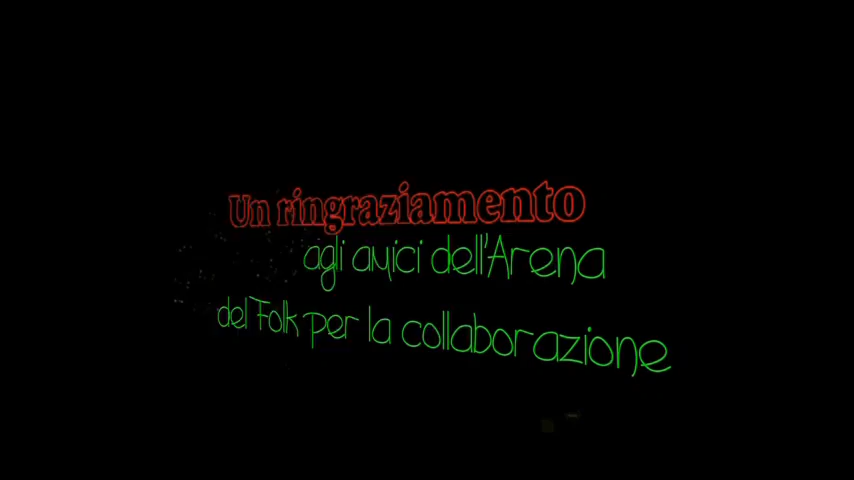 Un ringraziamento
agli amici dell'Arena
del Folk per la collaborazione